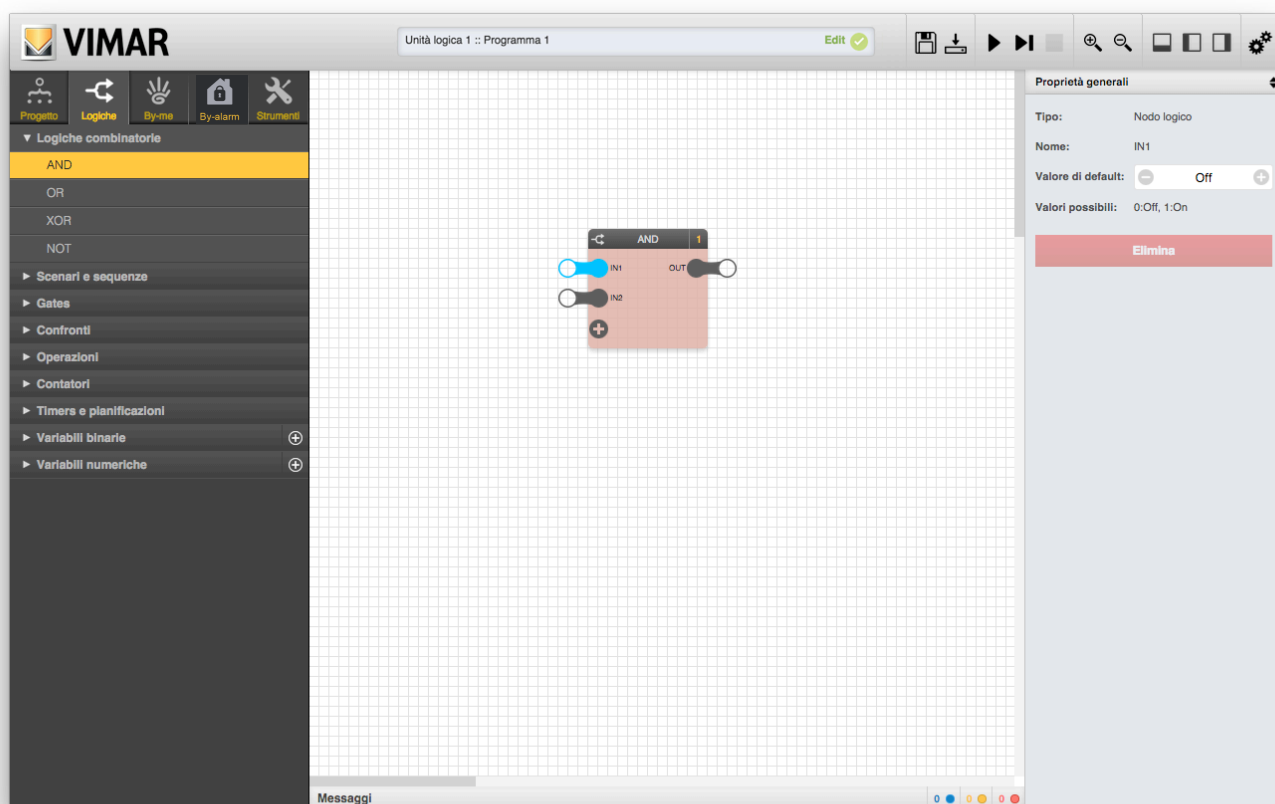 VIMAR
Unità logica 1 :: Programma 1
Edit
Progetto
Logiche
By-me
By-alarm
Strumenti
Logiche combinatorie
AND
OR
XOR
NOT
Scenari e sequenze
Gates
Confronti
Operazioni
Contatori
Timers e pianificazioni
Variabili binarie
Variabili numeriche
AND 1
IN1 OUT
IN2
Proprietà generali
Tipo: Nodo logico
Nome: IN1
Valore di default: Off
Valori possibili: 0:Off, 1:On
Elimina
Messaggi
0 0 0